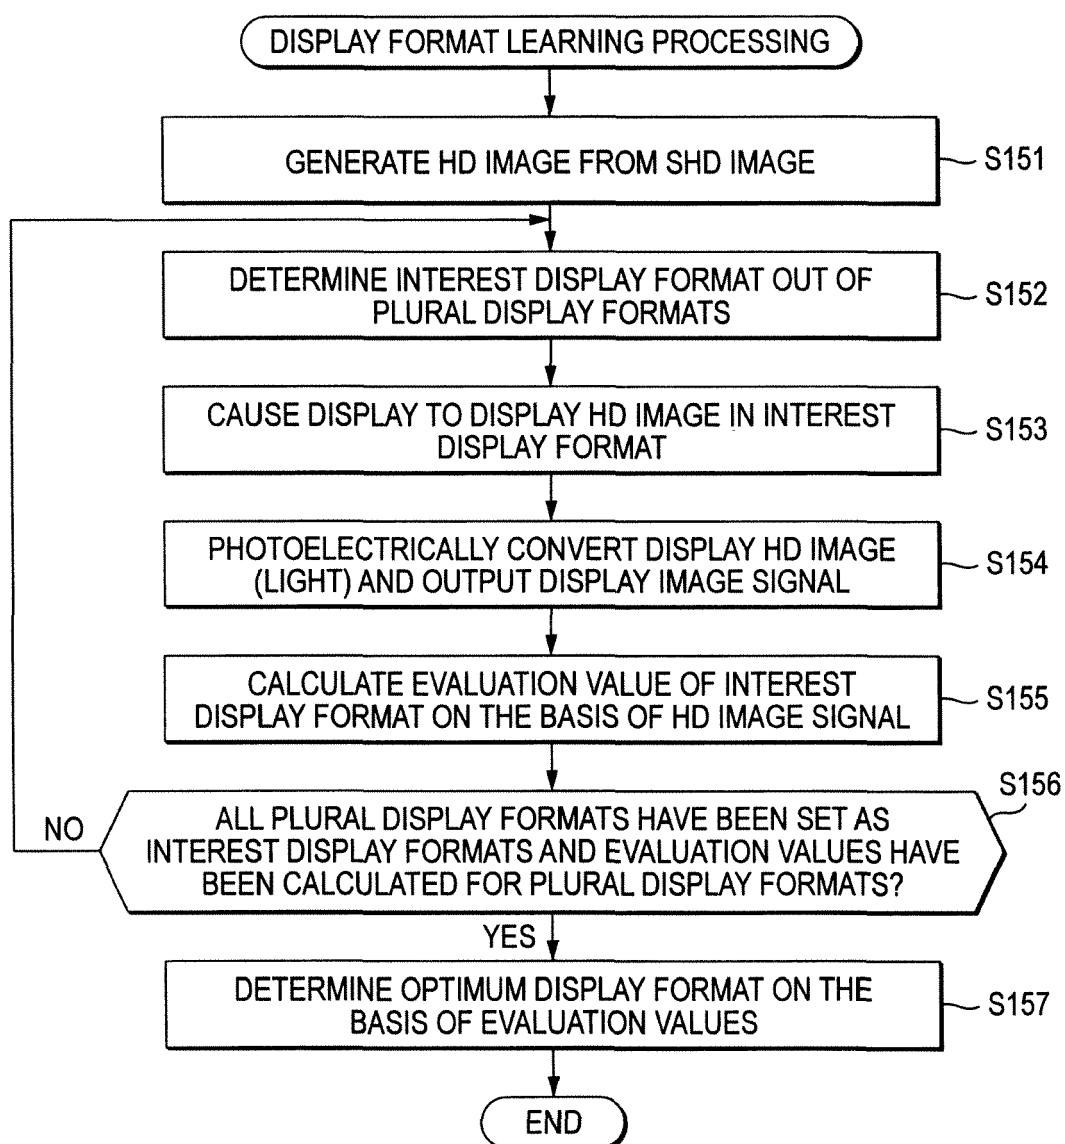 DISPLAY FORMAT LEARNING PROCESSING
GENERATE HD IMAGE FROM SHD IMAGE
S151
DETERMINE INTEREST DISPLAY FORMAT OUT OF
PLURAL DISPLAY FORMATS
S152
CAUSE DISPLAY TO DISPLAY HD IMAGE IN INTEREST
DISPLAY FORMAT
S153
PHOTOELECTRICALLY CONVERT DISPLAY HD IMAGE
(LIGHT) AND OUTPUT DISPLAY IMAGE SIGNAL
S154
CALCULATE EVALUATION VALUE OF INTEREST
DISPLAY FORMAT ON THE BASIS OF HD IMAGE SIGNAL
S155
S156
ALL PLURAL DISPLAY FORMATS HAVE BEEN SET AS
INTEREST DISPLAY FORMATS AND EVALUATION VALUES HAVE
BEEN CALCULATED FOR PLURAL DISPLAY FORMATS?
NO
YES
DETERMINE OPTIMUM DISPLAY FORMAT ON THE
BASIS OF EVALUATION VALUES
S157
END